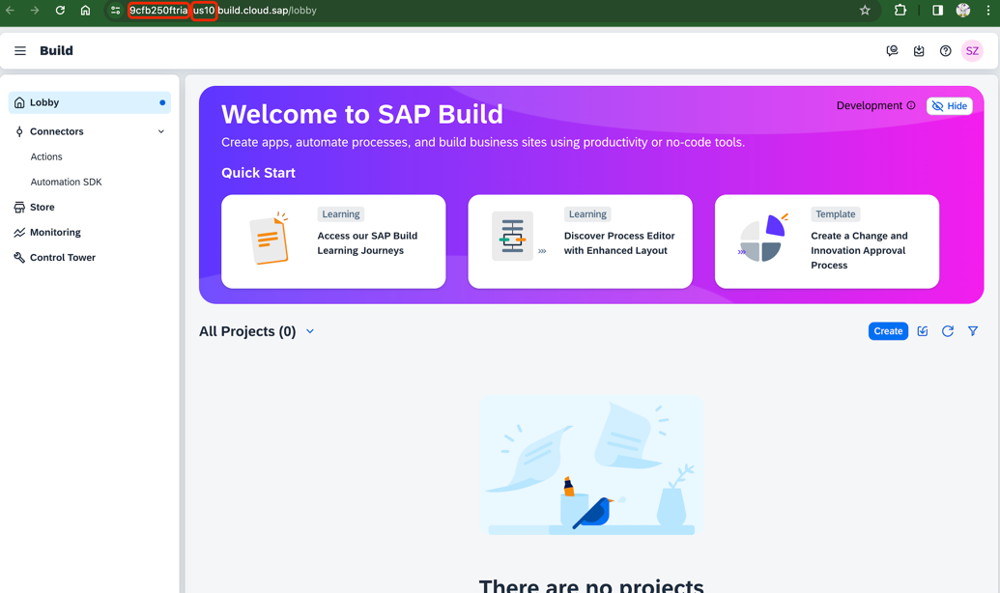 9cfb250ftria us10 build.cloud.sap/lobby
Build
SZ
Lobby
Connectors
Actions
Automation SDK
Store
Monitoring
Control Tower
Welcome to SAP Build
Development
Hide
Create apps, automate processes, and build business sites using productivity or no-code tools.
Quick Start
Learning
Access our SAP Build
Learning Journeys
Learning
Discover Process Editor
with Enhanced Layout
Template
Create a Change and
Innovation Approval
Process
All Projects (0)
Create
There are no projects